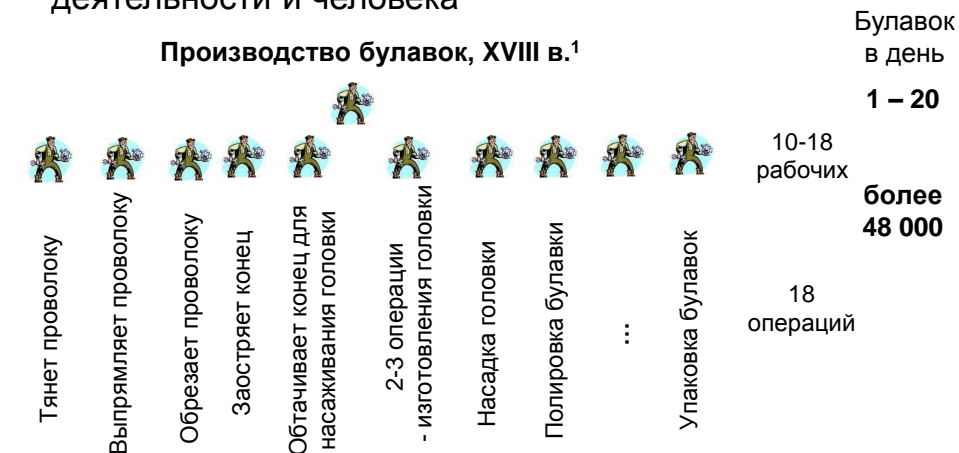 деятельности и человека
Производство булавок, XVIII в.1
Булавок
в день
1 – 20
10-18
рабочих
более
48 000
Тянет проволоку
Выпрямляет проволоку
Обрезает проволоку
Заостряет конец
Обтачивает конец для
насаживания головки
2-3 операции
- изготовления головки
Насадка головки
Полировка булавки
...
Упаковка булавок
18
операций